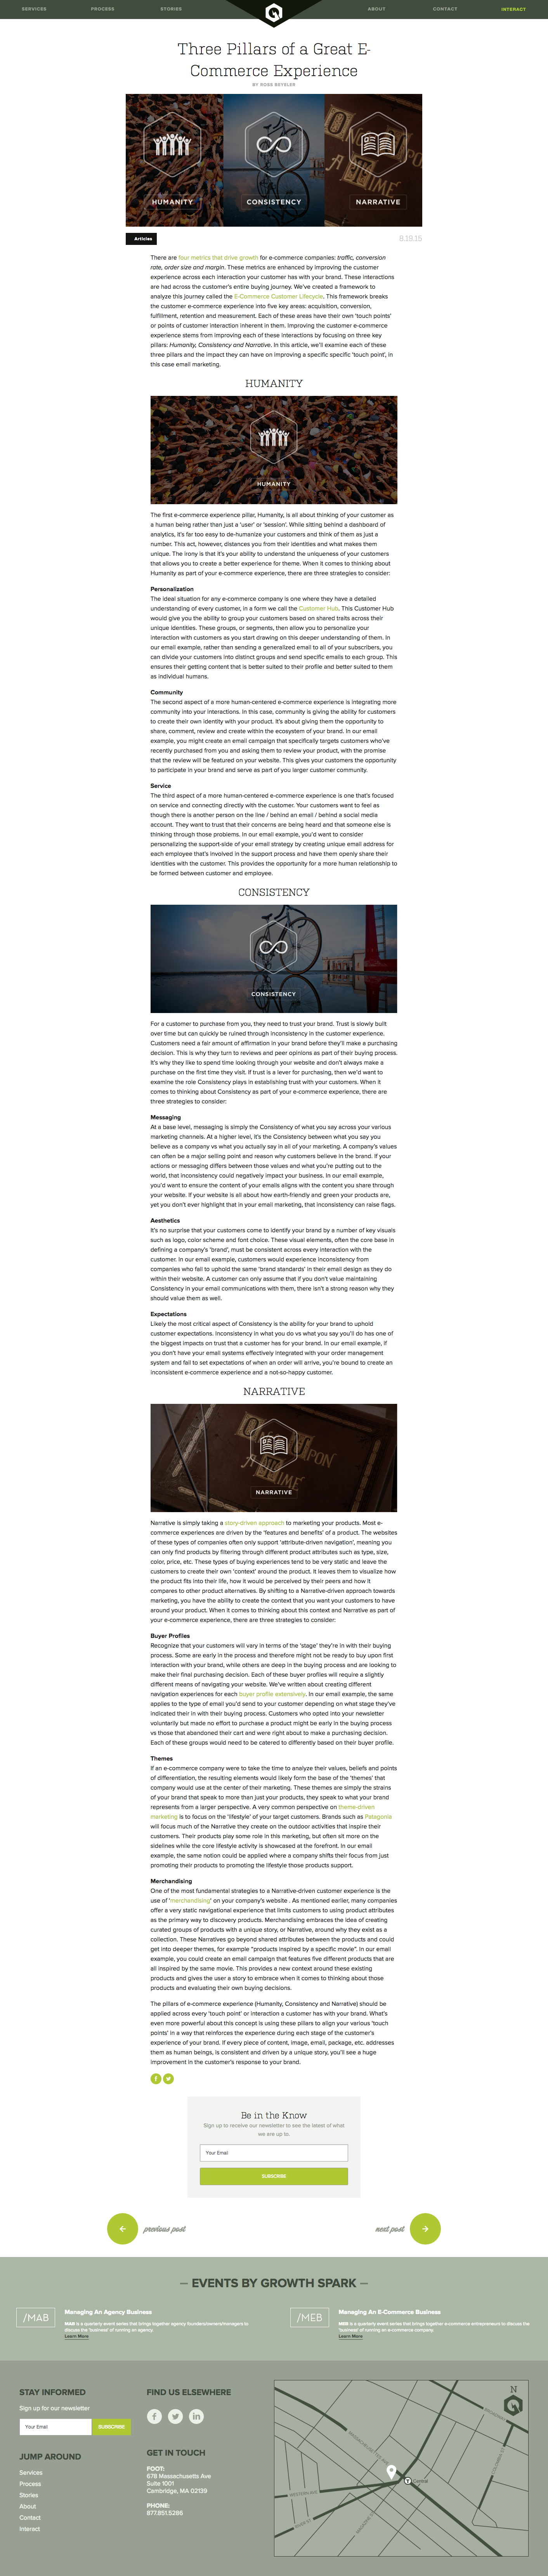 SERVICES PROCESS STORIES ABOUT CONTACT INTERACT
Three Pillars of a Great E-
Commerce Experience
BY ROSS BEYELER
HUMANITY CONSISTENCY NARRATIVE
Articles 6.19.15
There are four metrics that drive growth for e-commerce companies: traffic, conversion
rate, order size and margin. These metrics are enhanced by improving the customer
experience across each interaction your customer has with your brand. These interactions
are had across the customer's entire buying journey. We've created a framework to
analyze this journey called the E-Commerce Customer Lifecycle. This framework breaks
the customer e-commerce experience into five key areas: acquisition, conversion,
fulfillment, retention and measurement. Each of these areas have their own 'touch points'
or points of customer interaction inherent in them. Improving the customer e-commerce
experience stems from improving each of these interactions by focusing on three key
pillars: Humanity, Consistency and Narrative. In this article, we'll examine each of these
three pillars and the impact they can have on improving a specific specific 'touch point', in
this case email marketing.
HUMANITY
HUMANITY
The first e-commerce experience pillar, Humanity, is all about thinking of your customer as
a human being rather than just a 'user' or 'session'. While sitting behind a dashboard of
analytics, it's far too easy to de-humanize your customers and think of them as just a
number. This act, however, distances you from their identities and what makes them
unique. The irony is that it's your ability to understand the uniqueness of your customers
that allows you to create a better experience for theme. When it comes to thinking about
Humanity as part of your e-commerce experience, there are three strategies to consider:
Personalization
The ideal situation for any e-commerce company is one where they have a detailed
understanding of every customer, in a form we call the Customer Hub. This Customer Hub
would give you the ability to group your customers based on shared traits across their
unique identities. These groups, or segments, then allow you to personalize your
interaction with customers as you start drawing on this deeper understanding of them. In
our email example, rather than sending a generalized email to all of your subscribers, you
can divide your customers into distinct groups and send specific emails to each group. This
ensures their getting content that is better suited to their profile and better suited to them
as individual humans.
Community
The second aspect of a more human-centered e-commerce experience is integrating more
community into your interactions. In this case, community is giving the ability for customers
to create their own identity with your product. It's about giving them the opportunity to
share, comment, review and create within the ecosystem of your brand. In our email
example, you might create an email campaign that specifically targets customers who've
recently purchased from you and asking them to review your product, with the promise
that the review will be featured on your website. This gives your customers the opportunity
to participate in your brand and serve as part of you larger customer community.
Service
The third aspect of a more human-centered e-commerce experience is one that's focused
on service and connecting directly with the customer. Your customers want to feel as
though there is another person on the line / behind an email / behind a social media
account. They want to trust that their concerns are being heard and that someone else is
thinking through those problems. In our email example, you'd want to consider
personalizing the support-side of your email strategy by creating unique email address for
each employee that's involved in the support process and have them openly share their
identities with the customer. This provides the opportunity for a more human relationship to
be formed between customer and employee.
CONSISTENCY
CONSISTENCY
For a customer to purchase from you, they need to trust your brand. Trust is slowly built
over time but can quickly be ruined through inconsistency in the customer experience.
Customers need a fair amount of affirmation in your brand before they'll make a purchasing
decision. This is why they turn to reviews and peer opinions as part of their buying process.
It's why they like to spend time looking through your website and don't always make a
purchase on the first time they visit. If trust is a lever for purchasing, then we'd want to
examine the role Consistency plays in establishing trust with your customers. When it
comes to thinking about Consistency as part of your e-commerce experience, there are
three strategies to consider:
Messaging
At a base level, messaging is simply the Consistency of what you say across your various
marketing channels. At a higher level, it's the Consistency between what you say you
believe as a company vs what you actually say in all of your marketing. A company's values
can often be a major selling point and reason why customers believe in the brand. If your
actions or messaging differs between those values and what you're putting out to the
world, that inconsistency could negatively impact your business. In our email example,
you'd want to ensure the content of your emails aligns with the content you share through
your website. If your website is all about how earth-friendly and green your products are,
yet you don't ever highlight that in your email marketing, that inconsistency can raise flags.
Aesthetics
It's no surprise that your customers come to identify your brand by a number of key visuals
such as logo, color scheme and font choice. These visual elements, often the core base in
defining a company's 'brand', must be consistent across every interaction with the
customer. In our email example, customers would experience inconsistency from
companies who fail to uphold the same 'brand standards' in their email design as they do
within their website. A customer can only assume that if you don't value maintaining
Consistency in your email communications with them, there isn't a strong reason why they
should value them as well.
Expectations
Likely the most critical aspect of Consistency is the ability for your brand to uphold
customer expectations. Inconsistency in what you do vs what you say you'll do has one of
the biggest impacts on trust that a customer has for your brand. In our email example, if
you don't have your email systems effectively integrated with your order management
system and fail to set expectations of when an order will arrive, you're bound to create an
inconsistent e-commerce experience and a not-so-happy customer.
NARRATIVE
NARRATIVE
Narrative is simply taking a story-driven approach to marketing your products. Most e-
commerce experiences are driven by the 'features and benefits' of a product. The websites
of these types of companies often only support 'attribute-driven navigation', meaning you
can only find products by filtering through different product attributes such as type, size,
color, price, etc. These types of buying experiences tend to be very static and leave the
customers to create their own 'context' around the product. It leaves them to visualize how
the product fits into their life, how it would be perceived by their peers and how it
compares to other product alternatives. By shifting to a Narrative-driven approach towards
marketing, you have the ability to create the context that you want your customers to have
around your product. When it comes to thinking about this context and Narrative as part of
your e-commerce experience, there are three strategies to consider:
Buyer Profiles
Recognize that your customers will vary in terms of the 'stage' they're in with their buying
process. Some are early in the process and therefore might not be ready to buy upon first
interaction with your brand, while others are deep in the buying process and are looking to
make their final purchasing decision. Each of these buyer profiles will require a slightly
different means of navigating your website. We've written about creating different
navigation experiences for each buyer profile extensively. In our email example, the same
applies to the type of email you'd send to your customer depending on what stage they've
indicated their in with their buying process. Customers who opted into your newsletter
voluntarily but made no effort to purchase a product might be early in the buying process
vs those that abandoned their cart and were right about to make a purchasing decision.
Each of these groups would need to be catered to differently based on their buyer profile.
Themes
If an e-commerce company were to take the time to analyze their values, beliefs and points
of differentiation, the resulting elements would likely form the base of the 'themes' that
company would use at the center of their marketing. These themes are simply the strains
of your brand that speak to more than just your products, they speak to what your brand
represents from a larger perspective. A very common perspective on theme-driven
marketing is to focus on the 'lifestyle' of your target customers. Brands such as Patagonia
will focus much of the Narrative they create on the outdoor activities that inspire their
customers. Their products play some role in this marketing, but often sit more on the
sidelines while the core lifestyle activity is showcased at the forefront. In our email
example, the same notion could be applied where a company shifts their focus from just
promoting their products to promoting the lifestyle those products support.
Merchandising
One of the most fundamental strategies to a Narrative-driven customer experience is the
use of 'merchandising' on your company's website . As mentioned earlier, many companies
offer a very static navigational experience that limits customers to using product attributes
as the primary way to discovery products. Merchandising embraces the idea of creating
curated groups of products with a unique story, or Narrative, around why they exist as a
collection. These Narratives go beyond shared attributes between the products and could
get into deeper themes, for example "products inspired by a specific movie". In our email
example, you could create an email campaign that features five different products that are
all inspired by the same movie. This provides a new context around these existing
products and gives the user a story to embrace when it comes to thinking about those
products and evaluating their own buying decisions.
The pillars of e-commerce experience (Humanity, Consistency and Narrative) should be
applied across every 'touch point' or interaction a customer has with your brand. What's
even more powerful about this concept is using these pillars to align your various 'touch
points' in a way that reinforces the experience during each stage of the customer's
experience of your brand. If every piece of content, image, email, package, etc. addresses
them as human beings, is consistent and driven by a unique story, you'll see a huge
improvement in the customer's response to your brand.
Be in the Know
Sign up to receive our newsletter to see the latest of what
we are up to.
Your Email
SUBSCRIBE
previous post next post
— EVENTS BY GROWTH SPARK —
/MAB Managing An Agency Business
MAB is a quarterly event series that brings together agency founders/owners/managers to
discuss the 'business' of running an agency.
Learn More
/MEB Managing An E-Commerce Business
MEB is a quarterly event series that brings together e-commerce entrepreneurs to discuss the
'business' of running an e-commerce company.
Learn More
STAY INFORMED
Sign up for our newsletter
Your Email SUBSCRIBE
JUMP AROUND
Services
Process
Stories
About
Contact
Interact
FIND US ELSEWHERE
GET IN TOUCH
FOOT:
678 Massachusetts Ave
Suite 1001
Cambridge, MA 02139
PHONE:
877.851.5286
N
T Central